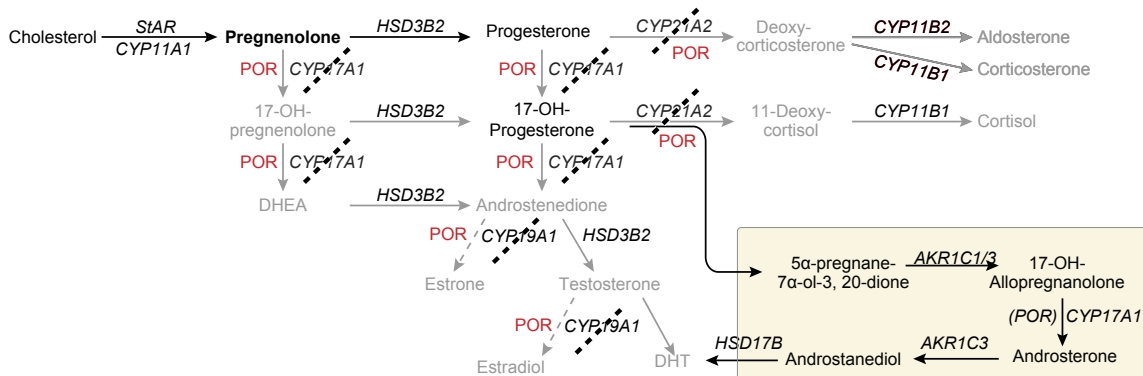 Cholesterol
StAR
CYP11A1
Pregnenolone
HSD3B2
Progesterone
CYP21A2
POR
Deoxy-
corticosterone
CYP11B2
Aldosterone
CYP11B1
Corticosterone
POR
CYP17A1
POR
CYP17A1
17-OH-
pregnenolone
HSD3B2
17-OH-
Progesterone
CYP21A2
POR
11-Deoxy-
cortisol
CYP11B1
Cortisol
POR
CYP17A1
POR
CYP17A1
DHEA
HSD3B2
Androstenedione
POR
CYP19A1
HSD3B2
Estrone
Testosterone
POR
CYP19A1
Estradiol
DHT
5α-pregnane-
7α-ol-3, 20-dione
AKR1C1/3
17-OH-
Allopregnanolone
(POR)
CYP17A1
HSD17B
Androstanediol
AKR1C3
Androsterone